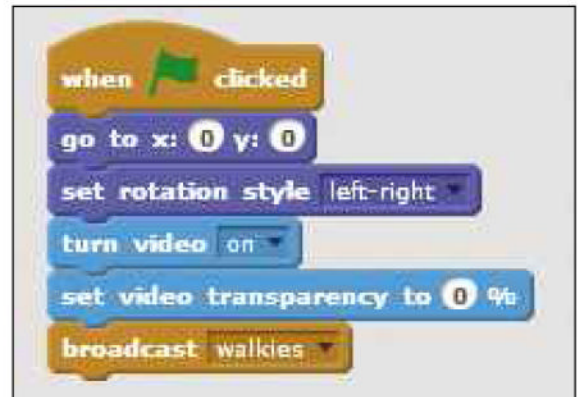 when clicked
go to x: 0 y: 0
set rotation style left-right
turn video on
set video transparency to 0 %
broadcast walkies